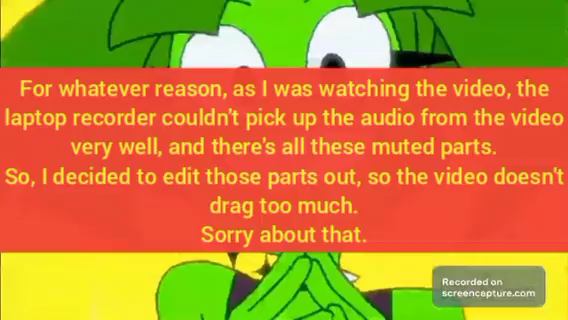 For whatever reason, as I was watching the video, the
laptop recorder couldn't pick up the audio from the video
very well, and there's all these muted parts.
So, I decided to edit those parts out, so the video doesn't
drag too much.
Sorry about that.
Recorded on
screencapture.com